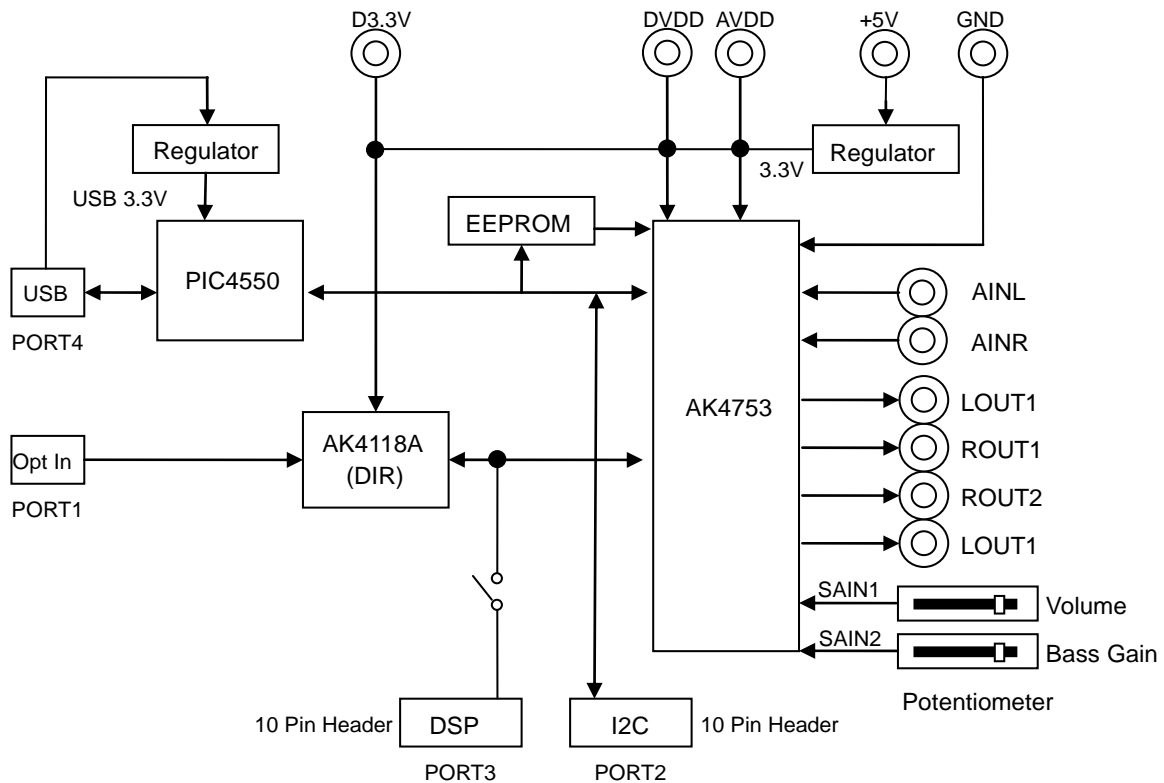 D3.3V
DVDD
AVDD
+5V
GND
Regulator
Regulator
3.3V
USB 3.3V
EEPROM
PIC4550
USB
PORT4
AINL
AINR
AK4753
LOUT1
ROUT1
ROUT2
LOUT1
AK4118A
(DIR)
Opt In
PORT1
SAIN1
Volume
SAIN2
Bass Gain
Potentiometer
10 Pin Header
DSP
PORT3
I2C
10 Pin Header
PORT2